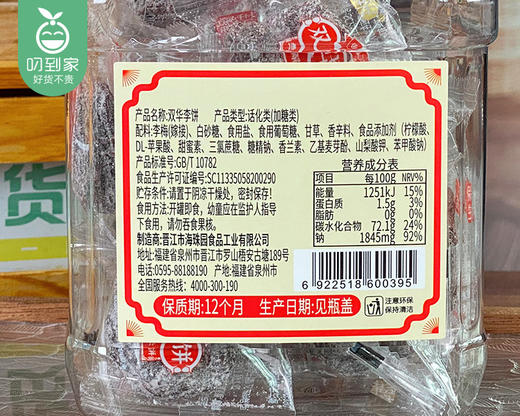 叨到家
好货不贵
产品名称:双华李饼 产品类型:话化类(加糖类)
配料:李梅(嫁接)、白砂糖、食用盐、食用葡萄糖、甘草、香辛料、食品添加剂(柠檬酸、
DL-苹果酸、甜蜜素、三氯蔗糖、糖精钠、香兰素、乙基麦芽酚、山梨酸钾、苯甲酸钠)
产品标准号:GB/T 10782
食品生产许可证编号:SC11335058200290
贮存条件:请置于阴凉干燥处,密封保存!
食用方法:开罐即食,幼童应在监护人指导
下食用,请勿吞食果核。
制造商:晋江市海珠园食品工业有限公司
地址:福建省泉州市晋江市罗山梧安古塘189号
电话:0595-88188190 产地:福建省泉州市
全国服务热线:4000-300-190
营养成分表
项目 每100g NRV%
能量 1251kJ 15%
蛋白质 1.5g 3%
脂肪 0g 0%
碳水化合物 72.1g 24%
钠 1845mg 92%
6922518600395
注意环保
保持清洁
保质期:12个月 生产日期:见瓶盖
货
饼